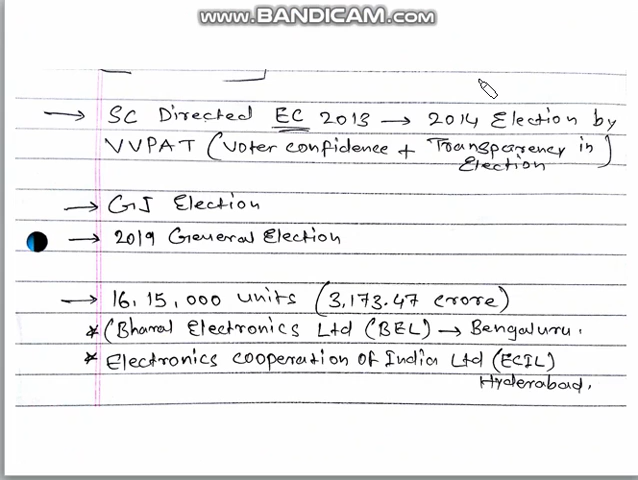 www.BANDICAM.com
→ SC Directed EC 2013 → 2014 Election by
VVPAT (Voter confidence + Transparency in
Election)
→ GJ Election
→ 2019 General Election
→ 16,15,000 units (3,173.47 crore)
* (Bharat Electronics Ltd (BEL) → Bengaluru.
* Electronics cooperation of India Ltd (ECIL)
Hyderabad.